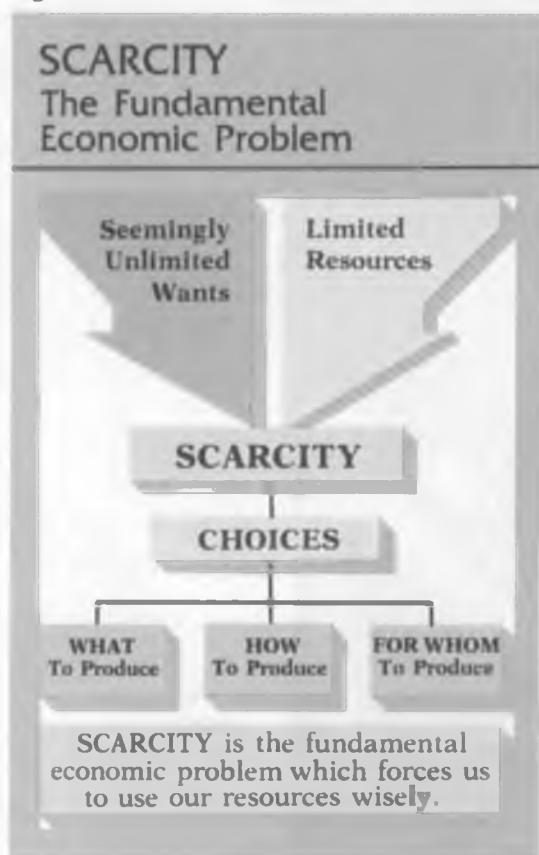 SCARCITY
The Fundamental
Economic Problem
Seemingly
Unlimited
Wants
Limited
Resources
SCARCITY
CHOICES
WHAT
To Produce
HOW
To Produce
FOR WHOM
To Produce
SCARCITY is the fundamental
economic problem which forces us
to use our resources wisely.